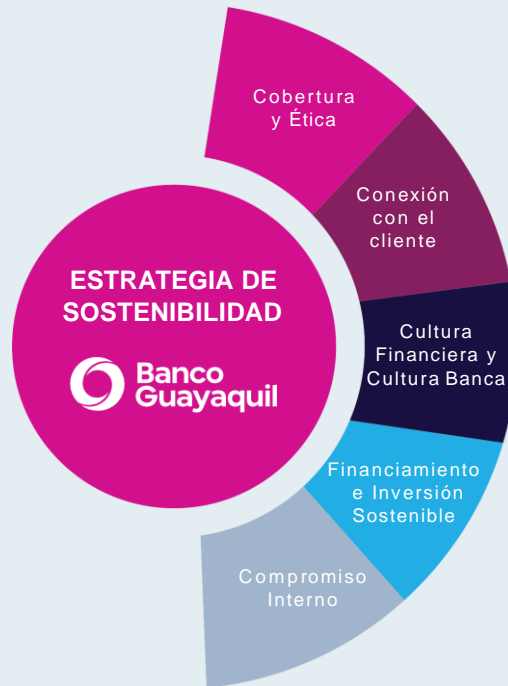 Cobertura
y Ética
Conexión
con el
cliente
ESTRATEGIA DE
SOSTENIBILIDAD
Banco
Guayaquil
Cultura
Financiera y
Cultura Banca
Financiamiento
e Inversión
Sostenible
Compromiso
Interno